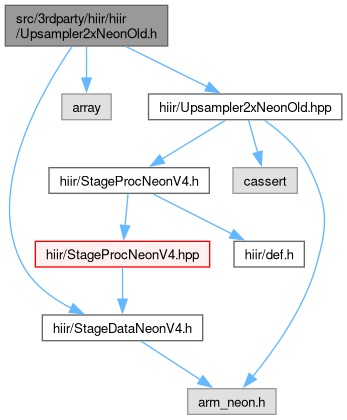 src/3rdparty/hiir/hiir
/Upsampler2xNeonOld.h
array
hiir/Upsampler2xNeonOld.hpp
hiir/StageProcNeonV4.h
cassert
hiir/StageProcNeonV4.hpp
hiir/def.h
hiir/StageDataNeonV4.h
arm_neon.h